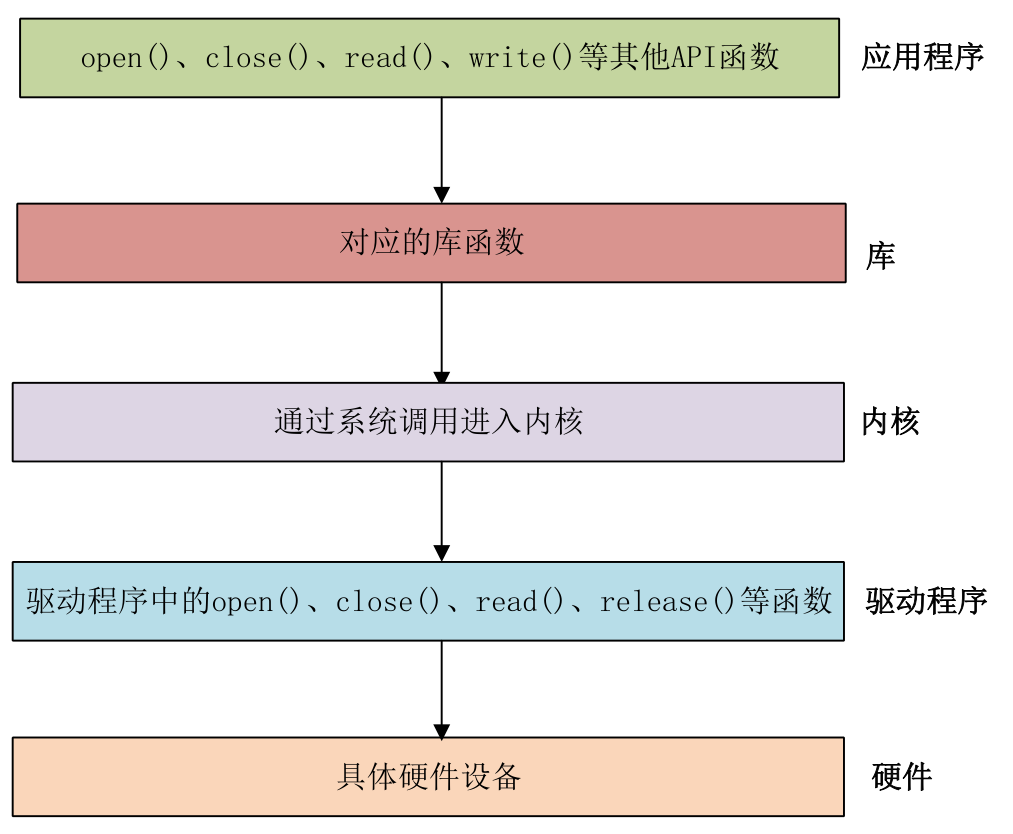 open()、close()、read()、write()等其他API函数 应用程序
对应的库函数 库
通过系统调用进入内核 内核
驱动程序中的open()、close()、read()、release()等函数 驱动程序
具体硬件设备 硬件